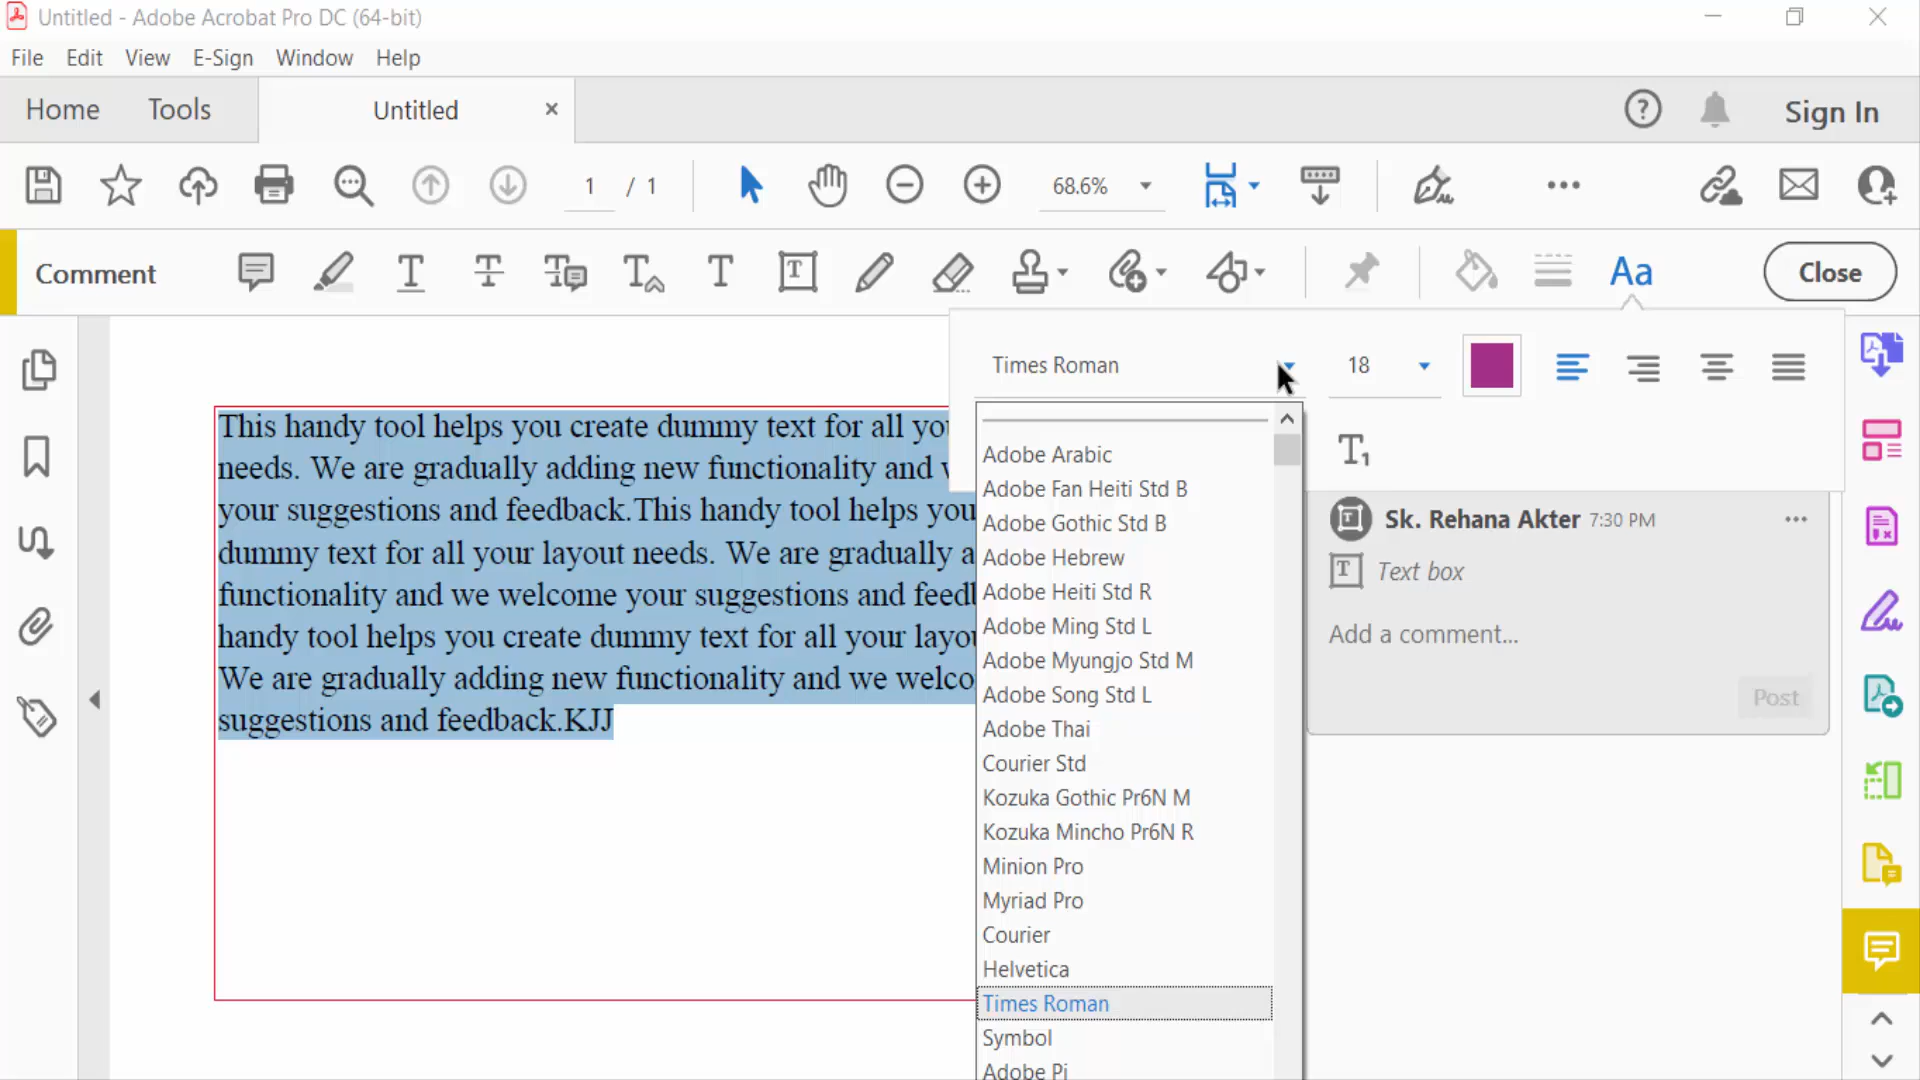 Untitled - Adobe Acrobat Pro DC (64-bit)
File Edit View E-Sign Window Help
Home Tools Untitled × Sign In
1 / 1 68.6%
Comment Close
Times Roman 18
This handy tool helps you create dummy text for all
needs. We are gradually adding new functionality and
your suggestions and feedback.This handy tool helps you
dummy text for all your layout needs. We are gradually
functionality and we welcome your suggestions and
handy tool helps you create dummy text for all your
We are gradually adding new functionality and we
suggestions and feedback.KJJ
Adobe Arabic
Adobe Fan Heiti Std B
Adobe Gothic Std B
Adobe Hebrew
Adobe Heiti Std R
Adobe Ming Std L
Adobe Myungjo Std M
Adobe Song Std L
Adobe Thai
Courier Std
Kozuka Gothic Pr6N M
Kozuka Mincho Pr6N R
Minion Pro
Myriad Pro
Courier
Helvetica
Times Roman
Symbol
Adobe Pi
Sk. Rehana Akter 7:30 PM
Text box
Add a comment...
Post